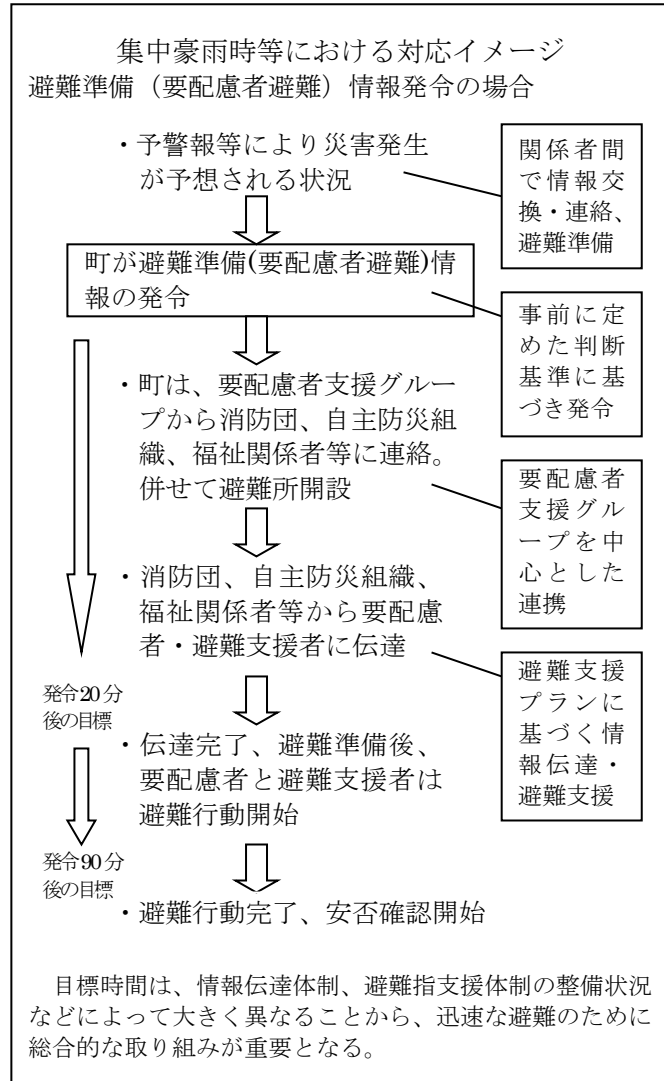 集中豪雨時等における対応イメージ
避難準備（要配慮者避難）情報発令の場合
・予警報等により災害発生
が予想される状況
関係者間
で情報交
換・連絡、
避難準備
町が避難準備(要配慮者避難)情
報の発令
事前に定
めた判断
基準に基
づき発令
・町は、要配慮者支援グルー
プから消防団、自主防災組
織、福祉関係者等に連絡。
併せて避難所開設
要配慮者
支援グル
ープを中
心とした
連携
・消防団、自主防災組織、
福祉関係者等から要配慮
者・避難支援者に伝達
避難支援
プランに
基づく情
報伝達・
避難支援
発令20分
後の目標
・伝達完了、避難準備後、
要配慮者と避難支援者は
避難行動開始
発令90分
後の目標
・避難行動完了、安否確認開始
目標時間は、情報伝達体制、避難指支援体制の整備状況
などによって大きく異なることから、迅速な避難のために
総合的な取り組みが重要となる。